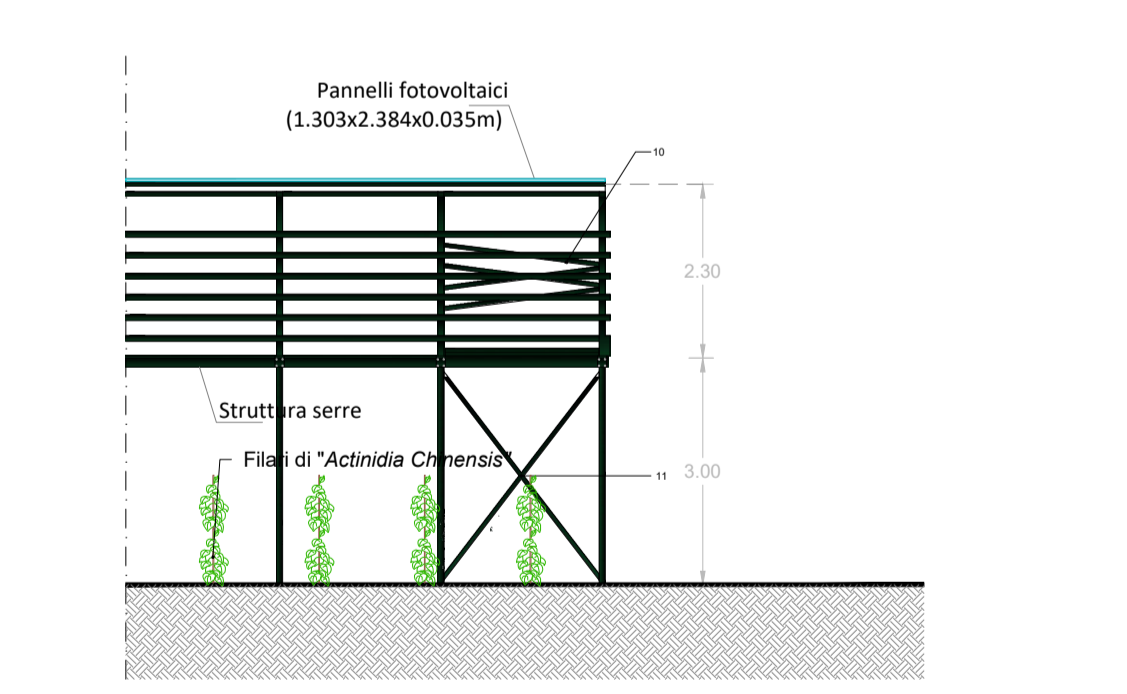 Pannelli fotovoltaici
(1.303x2.384x0.035m)
10
2.30
Struttura serre
Filari di "Actinidia Chinensis"
11
3.00